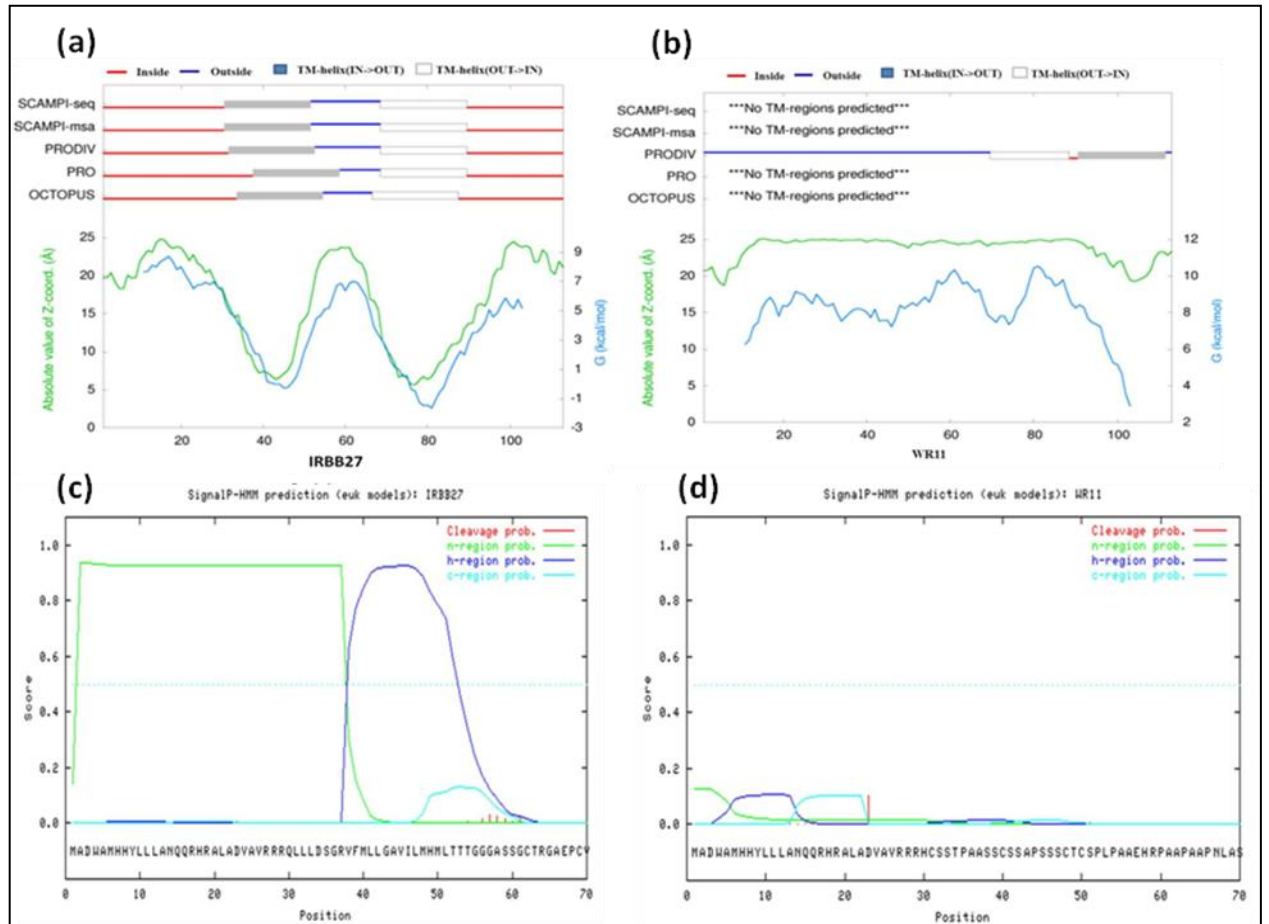 (a)
Inside Outside TM-helix(IN->OUT) TM-helix(OUT->IN)
SCAMPI-seq
SCAMPI-msa
PRODIV
PRO
OCTOPUS
Absolute value of Z-coord. (Å)
25
20
15
10
5
0
9
7
5
3
1
-1
-3
G (kcal/mol)
20 40 60 80 100
IRBB27
(b)
Inside Outside TM-helix(IN->OUT) TM-helix(OUT->IN)
SCAMPI-seq ***No TM-regions predicted***
SCAMPI-msa ***No TM-regions predicted***
PRODIV
PRO ***No TM-regions predicted***
OCTOPUS ***No TM-regions predicted***
Absolute value of Z-coord. (Å)
25
20
15
10
5
0
12
10
8
6
4
2
G (kcal/mol)
20 40 60 80 100
WR11
(c)
SignalP-HMM prediction (euk models): IRBB27
Cleavage prob.
n-region prob.
h-region prob.
c-region prob.
Score
1.0
0.8
0.6
0.4
0.2
0.0
MADWAMHHYLLLANQQRHRALADVAVRRRQLLLDSGRVFMLLGAVILMHMLTTTGGGASSGCTRGAEPCV
0 10 20 30 40 50 60 70
Position
(d)
SignalP-HMM prediction (euk models): WR11
Cleavage prob.
n-region prob.
h-region prob.
c-region prob.
Score
1.0
0.8
0.6
0.4
0.2
0.0
MADWAMHHYLLLANQQRHRALADVAVRRRHCSSTPAASSCSSAPSSSCTCSPLPAAEHRPAAPAAPNLAS
0 10 20 30 40 50 60 70
Position